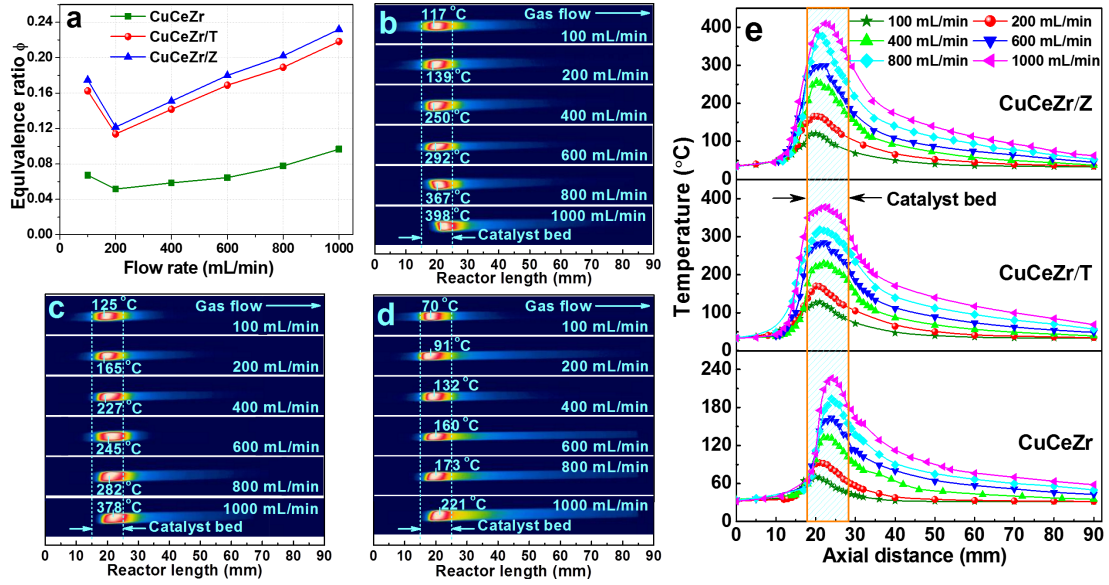 a
CuCeZr
CuCeZr/T
CuCeZr/Z
Equivalence ratio ϕ
0.24
0.20
0.16
0.12
0.08
0.04
0.00
0 200 400 600 800 1000
Flow rate (mL/min)
b
117 °C Gas flow
100 mL/min
139 °C 200 mL/min
250 °C 400 mL/min
292 °C 600 mL/min
367 °C 800 mL/min
398 °C 1000 mL/min
Catalyst bed
0 10 20 30 40 50 60 70 80 90
Reactor length (mm)
c
125 °C Gas flow
100 mL/min
165 °C 200 mL/min
227 °C 400 mL/min
245 °C 600 mL/min
282 °C 800 mL/min
378 °C 1000 mL/min
Catalyst bed
0 10 20 30 40 50 60 70 80 90
Reactor length (mm)
d
70 °C Gas flow
100 mL/min
91 °C 200 mL/min
132 °C 400 mL/min
160 °C 600 mL/min
173 °C 800 mL/min
221 °C 1000 mL/min
Catalyst bed
0 10 20 30 40 50 60 70 80 90
Reactor length (mm)
e
100 mL/min 200 mL/min
400 mL/min 600 mL/min
800 mL/min 1000 mL/min
CuCeZr/Z
400
300
200
100
0
Catalyst bed
CuCeZr/T
400
300
200
100
0
CuCeZr
240
180
120
60
0
Temperature (°C)
0 10 20 30 40 50 60 70 80 90
Axial distance (mm)